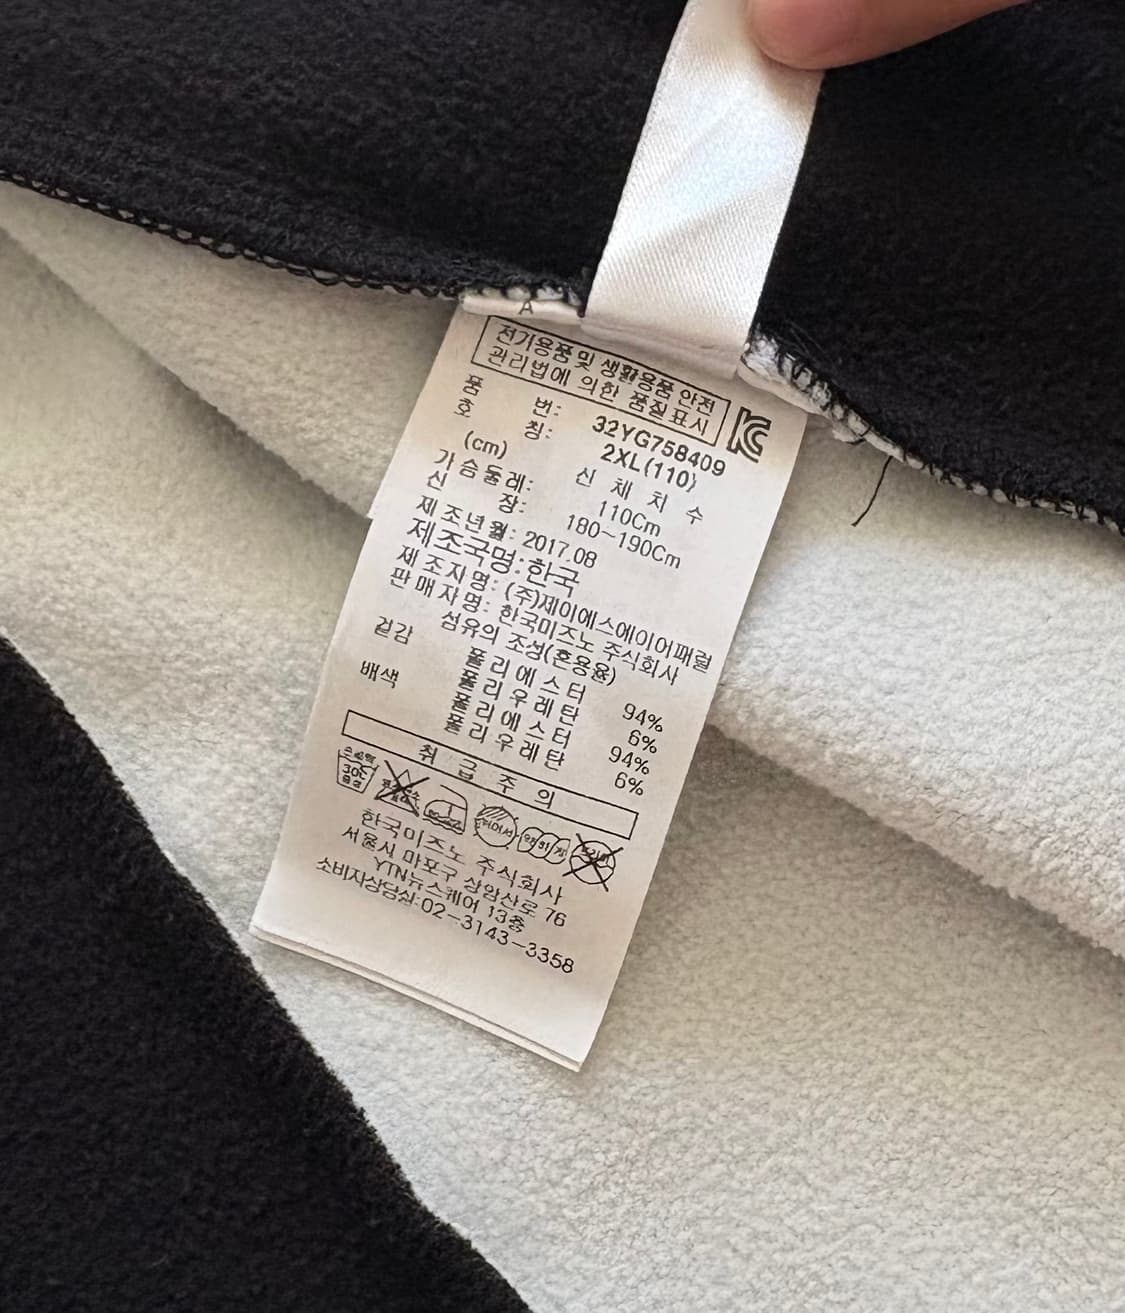 A
전기용품및 생활용품 안전
관리법에 의한 품질표시
품 번: 32YG758409
호 칭: 2XL(110)
(cm) 신 체 치 수
가슴둘레: 110Cm
신 장: 180~190Cm
제조년월: 2017.08
제조국명:한국
제조자명: (주)제이에스에이어패럴
판매자명: 한국미즈노 주식회사
섬유의 조성(혼용율)
겉감 폴리에스터 94%
폴리우레탄 6%
배색 폴리에스터 94%
폴리우레탄 6%
취 급 주 의
30℃
한국미즈노 주식회사
서울시 마포구 상암산로 76
YTN뉴스퀘어 13층
소비자상담실:02-3143-3358